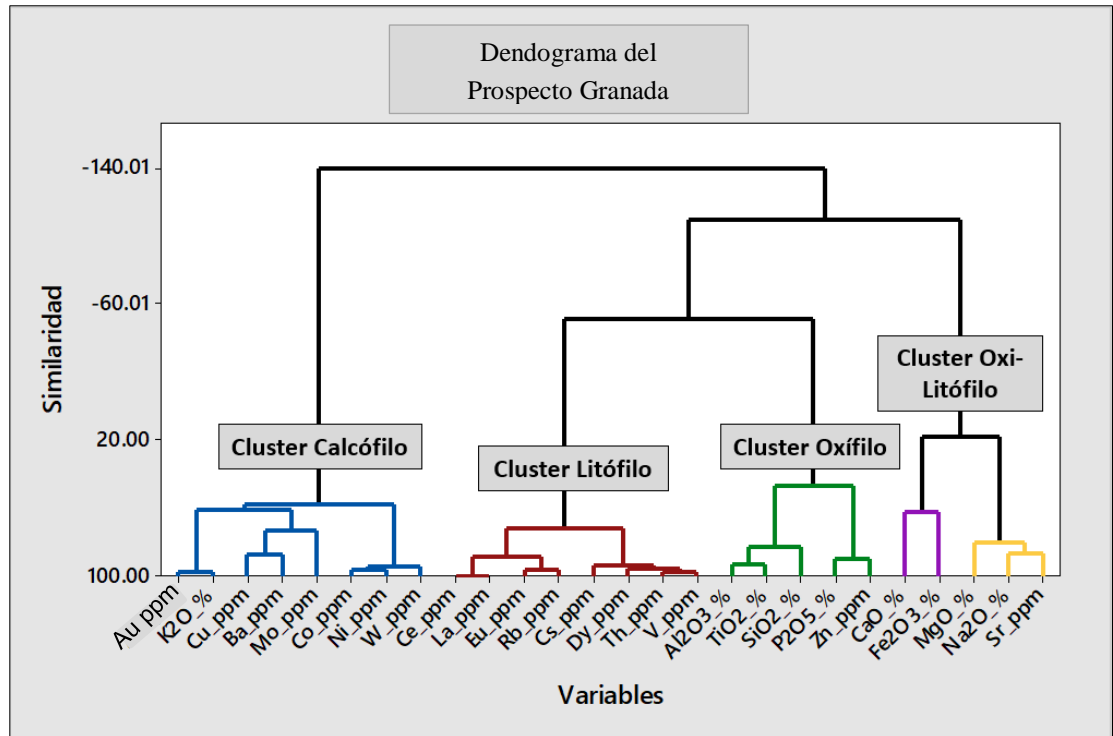 Dendograma del
Prospecto Granada
-140.01
-60.01
20.00
100.00
Similaridad
Cluster Calcófilo
Cluster Litófilo
Cluster Oxífilo
Cluster Oxi-
Litófilo
Au ppm
K2O_%
Cu_ppm
Ba_ppm
Mo_ppm
Co_ppm
Ni_ppm
W_ppm
Ce_ppm
La_ppm
Eu_ppm
Rb_ppm
Cs_ppm
Dy_ppm
Th_ppm
V_ppm
Al2O3_%
TiO2_%
SiO2_%
P2O5_%
Zn_ppm
CaO_%
Fe2O3_%
MgO_%
Na2O_%
Sr_ppm
Variables